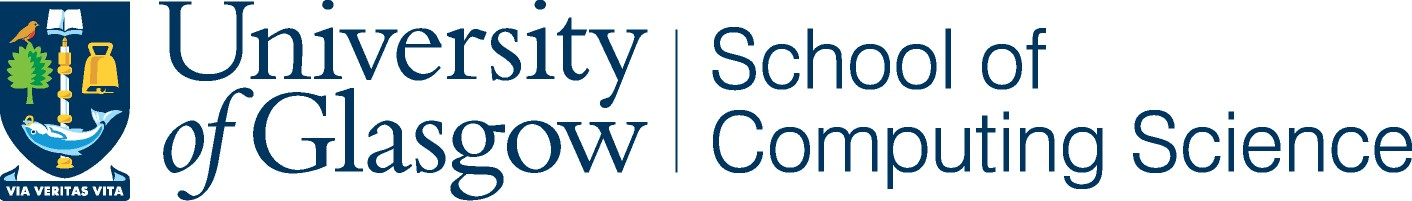 University
of Glasgow
School of
Computing Science
VIA VERITAS VITA